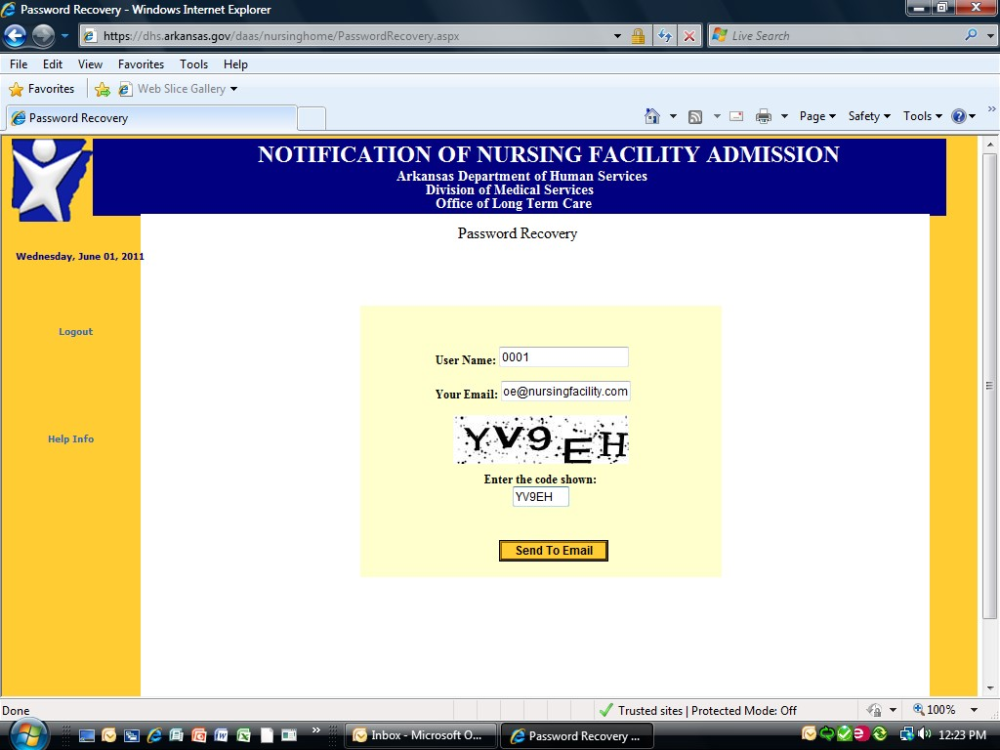 Password Recovery - Windows Internet Explorer
https://dhs.arkansas.gov/daas/nursinghome/PasswordRecovery.aspx
Live Search
File Edit View Favorites Tools Help
Favorites Web Slice Gallery
Password Recovery
Page Safety Tools
NOTIFICATION OF NURSING FACILITY ADMISSION
Arkansas Department of Human Services
Division of Medical Services
Office of Long Term Care
Password Recovery
Wednesday, June 01, 2011
Logout
Help Info
User Name: 0001
Your Email: oe@nursingfacility.com
YV9EH
Enter the code shown:
YV9EH
Send To Email
Done
Trusted sites | Protected Mode: Off
100%
Inbox - Microsoft O...
Password Recovery ...
12:23 PM